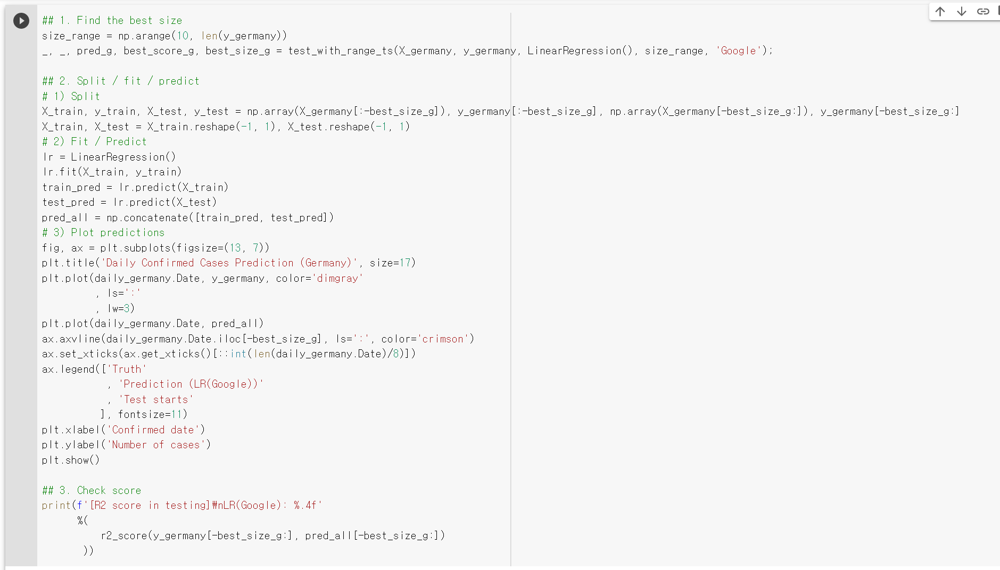 ## 1. Find the best size
size_range = np.arange(10, len(y_germany))
_, _, pred_g, best_score_g, best_size_g = test_with_range_ts(X_germany, y_germany, LinearRegression(), size_range, 'Google');
## 2. Split / fit / predict
# 1) Split
X_train, y_train, X_test, y_test = np.array(X_germany[:-best_size_g]), y_germany[:-best_size_g], np.array(X_germany[-best_size_g:]), y_germany[-best_size_g:]
X_train, X_test = X_train.reshape(-1, 1), X_test.reshape(-1, 1)
# 2) Fit / Predict
lr = LinearRegression()
lr.fit(X_train, y_train)
train_pred = lr.predict(X_train)
test_pred = lr.predict(X_test)
pred_all = np.concatenate([train_pred, test_pred])
# 3) Plot predictions
fig, ax = plt.subplots(figsize=(13, 7))
plt.title('Daily Confirmed Cases Prediction (Germany)', size=17)
plt.plot(daily_germany.Date, y_germany, color='dimgray'
, ls=':'
, lw=3)
plt.plot(daily_germany.Date, pred_all)
ax.axvline(daily_germany.Date.iloc[-best_size_g], ls=':', color='crimson')
ax.set_xticks(ax.get_xticks()[::int(len(daily_germany.Date)/8)])
ax.legend(['Truth'
, 'Prediction (LR(Google))'
, 'Test starts'
], fontsize=11)
plt.xlabel('Confirmed date')
plt.ylabel('Number of cases')
plt.show()
## 3. Check score
print(f'[R2 score in testing]₩nLR(Google): %.4f'
%(
r2_score(y_germany[-best_size_g:], pred_all[-best_size_g:])
))